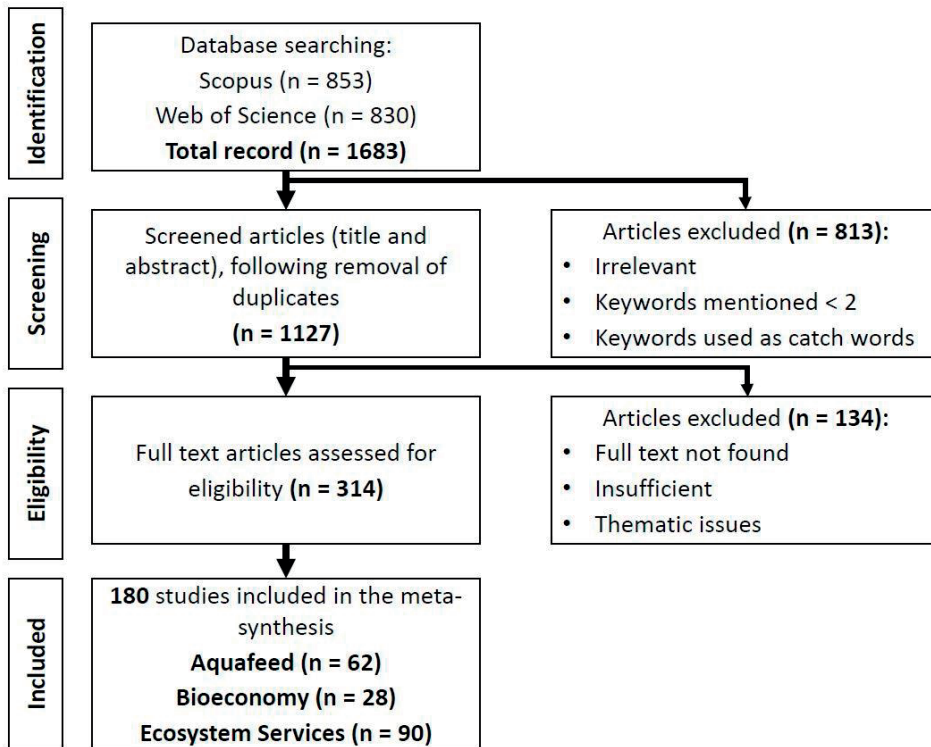 Identification
Database searching:
Scopus (n = 853)
Web of Science (n = 830)
Total record (n = 1683)
Screening
Screened articles (title and
abstract), following removal of
duplicates
(n = 1127)
Articles excluded (n = 813):
• Irrelevant
• Keywords mentioned < 2
• Keywords used as catch words
Eligibility
Full text articles assessed for
eligibility (n = 314)
Articles excluded (n = 134):
• Full text not found
• Insufficient
• Thematic issues
Included
180 studies included in the meta-
synthesis
Aquafeed (n = 62)
Bioeconomy (n = 28)
Ecosystem Services (n = 90)